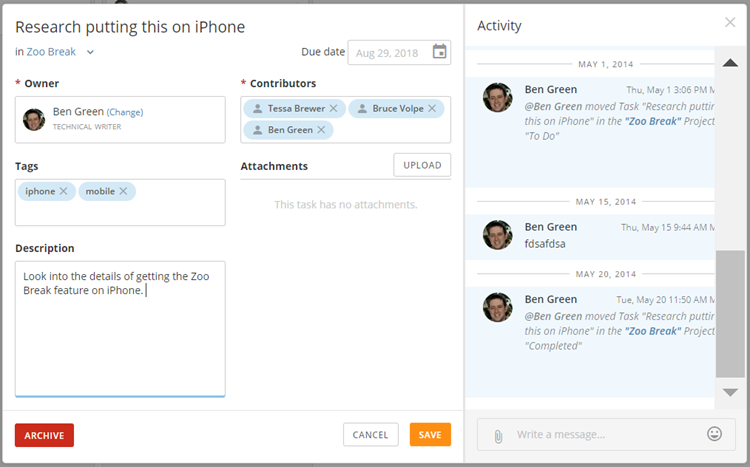 Research putting this on iPhone
in Zoo Break
Due date Aug 29, 2018
* Owner
Ben Green (Change)
TECHNICAL WRITER
* Contributors
Tessa Brewer
Bruce Volpe
Ben Green
Tags
iphone
mobile
Attachments
UPLOAD
This task has no attachments.
Description
Look into the details of getting the Zoo
Break feature on iPhone.
ARCHIVE
CANCEL
SAVE
Activity
MAY 1, 2014
Ben Green Thu, May 1 3:06 PM M
@Ben Green moved Task "Research putting
this on iPhone" in the "Zoo Break" Project
"To Do"
MAY 15, 2014
Ben Green Thu, May 15 9:44 AM M
fdsafdsa
MAY 20, 2014
Ben Green Tue, May 20 11:50 AM M
@Ben Green moved Task "Research putting
this on iPhone" in the "Zoo Break" Project
"Completed"
Write a message...